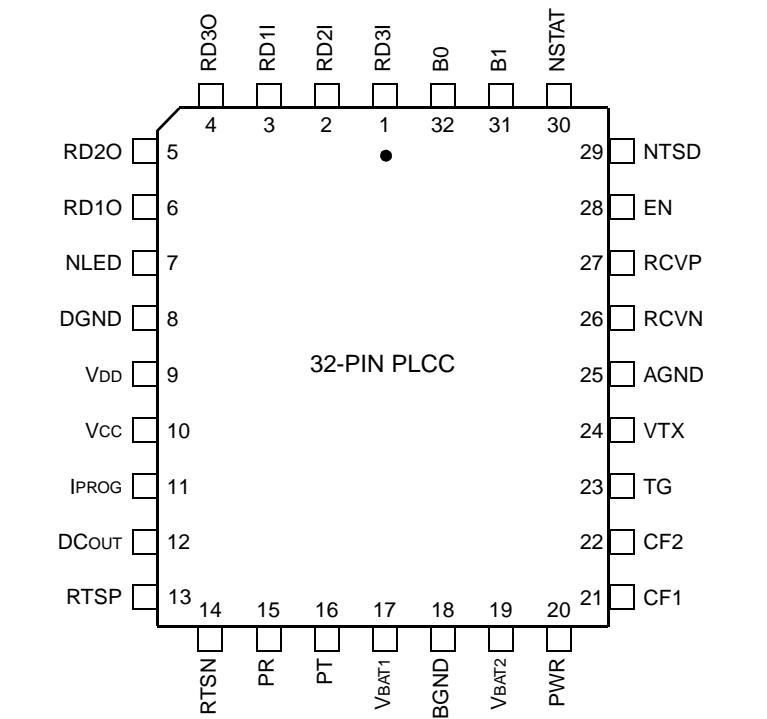 RD3O RD1I RD2I RD3I B0 B1 NSTAT
4 3 2 1 32 31 30
RD2O 5 29 NTSD
RD1O 6 28 EN
NLED 7 27 RCVP
DGND 8 26 RCVN
32-PIN PLCC
VDD 9 25 AGND
VCC 10 24 VTX
IPROG 11 23 TG
DCOUT 12 22 CF2
RTSP 13 21 CF1
14 15 16 17 18 19 20
RTSN PR PT VBAT1 BGND VBAT2 PWR